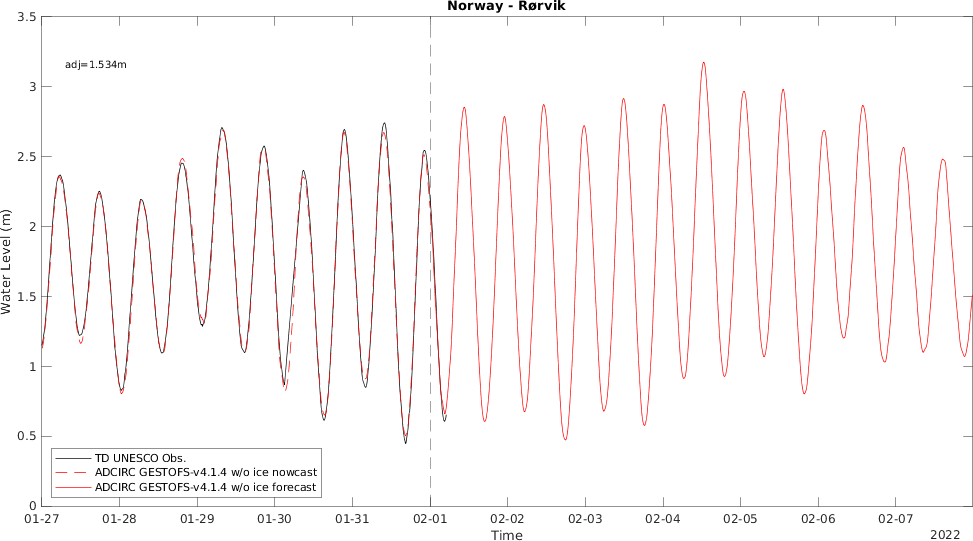 Norway - Rørvik
adj=1.534m
3.5
3
2.5
2
1.5
1
0.5
0
Water Level (m)
TD UNESCO Obs.
ADCIRC GESTOFS-v4.1.4 w/o ice nowcast
ADCIRC GESTOFS-v4.1.4 w/o ice forecast
01-27 01-28 01-29 01-30 01-31 02-01 02-02 02-03 02-04 02-05 02-06 02-07
Time
2022